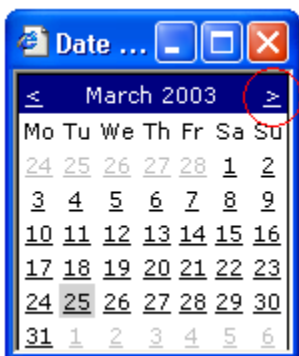 Date ...
< March 2003 >
Mo Tu We Th Fr Sa Su
24 25 26 27 28 1 2
3 4 5 6 7 8 9
10 11 12 13 14 15 16
17 18 19 20 21 22 23
24 25 26 27 28 29 30
31 1 2 3 4 5 6